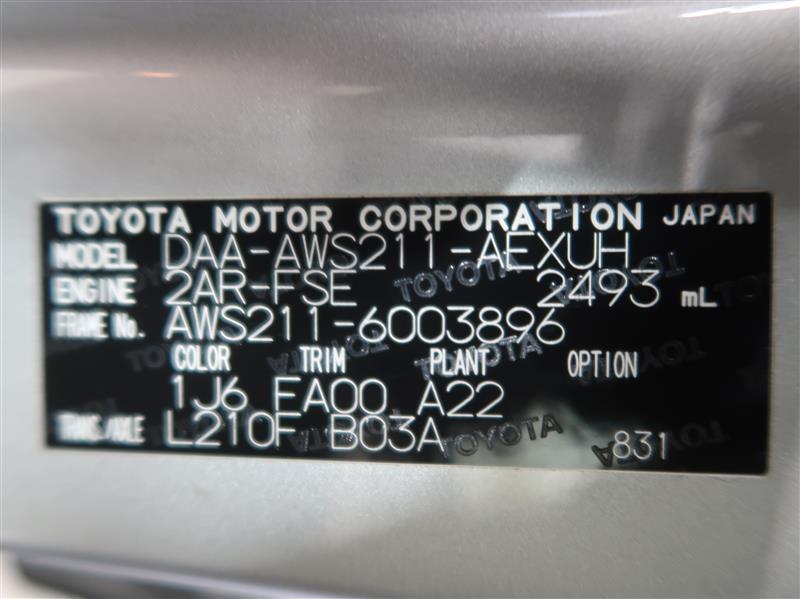 TOYOTA MOTOR CORPORATION JAPAN
MODEL DAA-AWS211-AEXUH
ENGINE 2AR-FSE 2493 mL
FRAME No. AWS211-6003896
COLOR TRIM PLANT OPTION
1J6 EA00 A22
TRANS./AXLE L210F B03A 831